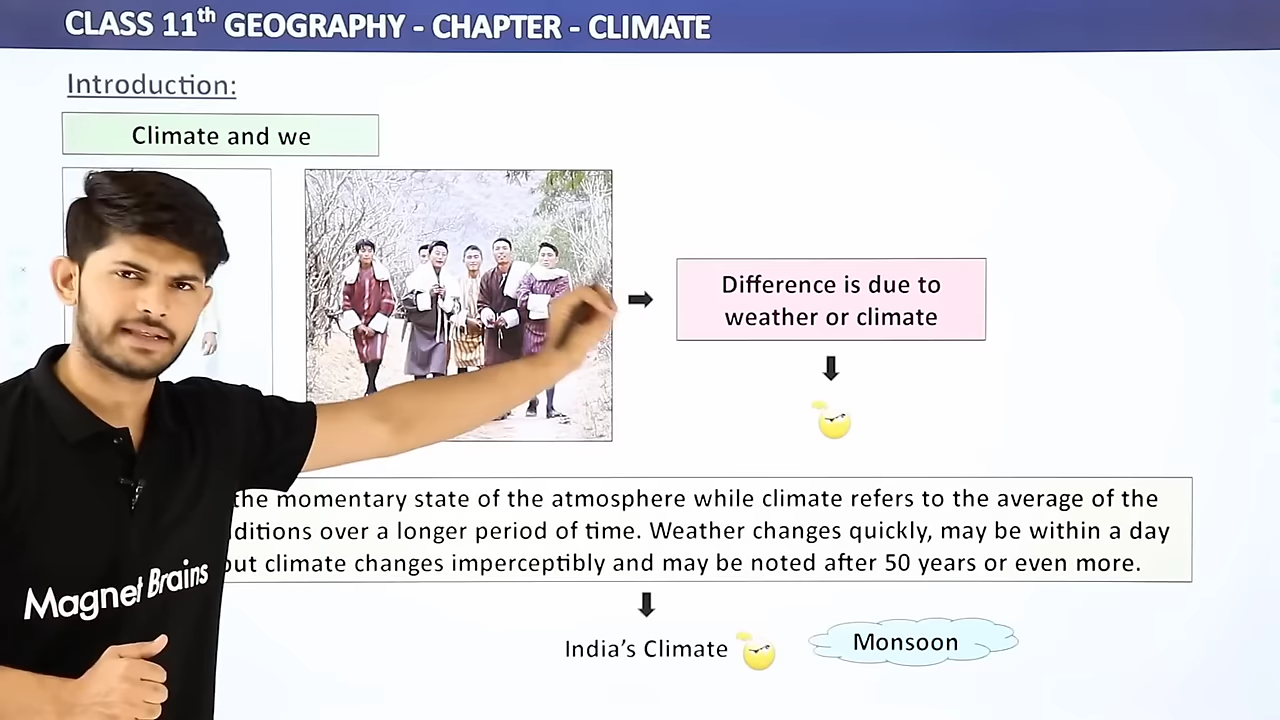 CLASS 11th GEOGRAPHY - CHAPTER - CLIMATE
Introduction:
Climate and we
Difference is due to
weather or climate
the momentary state of the atmosphere while climate refers to the average of the
over a longer period of time. Weather changes quickly, may be within a day
but climate changes imperceptibly and may be noted after 50 years or even more.
India's Climate
Monsoon
Magnet Brains